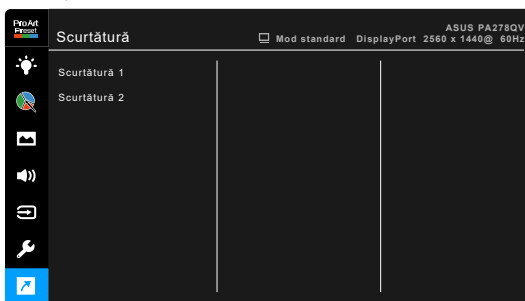 ProArt
Preset
Scurtătură
Mod standard DisplayPort 2560 x 1440@ 60Hz
ASUS PA278QV
Scurtătură 1
Scurtătură 2